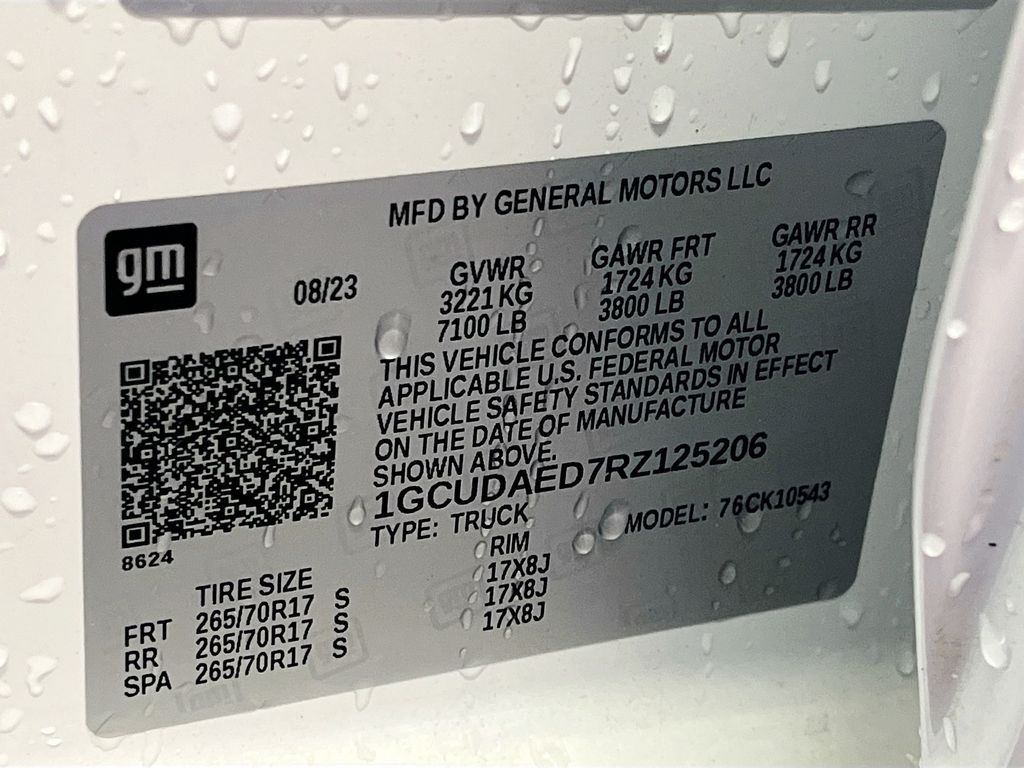 MFD BY GENERAL MOTORS LLC
gm
08/23
GVWR GAWR FRT GAWR RR
3221 KG 1724 KG 1724 KG
7100 LB 3800 LB 3800 LB
THIS VEHICLE CONFORMS TO ALL
APPLICABLE U.S. FEDERAL MOTOR
VEHICLE SAFETY STANDARDS IN EFFECT
ON THE DATE OF MANUFACTURE
SHOWN ABOVE.
1GCUDAED7RZ125206
TYPE: TRUCK MODEL: 76CK10543
8624
TIRE SIZE RIM
FRT 265/70R17 S 17X8J
RR 265/70R17 S 17X8J
SPA 265/70R17 S 17X8J